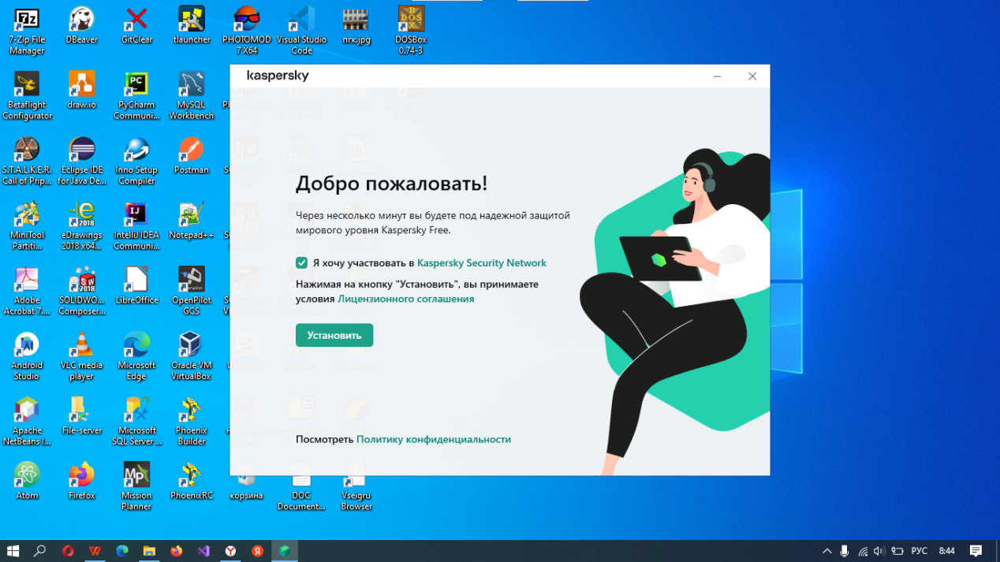 7-Zip File
Manager
DBeaver
GitClear
tlauncher
PHOTOMOD
7 X64
Visual Studio
Code
пгк.jpg
DOSBox
0.74-3
Betaflight
Configurator
draw.io
PyCharm
Communi...
MySQL
Workbench
S.T.A.L.K.E.R.
Call of Prip...
Eclipse IDE
for Java De...
Inno Setup
Compiler
Postman
MiniTool
Partiti...
eDrawings
2018 x64...
IntelliJ IDEA
Communi...
Notepad++
Adobe
Acrobat 7....
SOLIDWO...
Composer...
LibreOffice
OpenPilot
GCS
Android
Studio
VLC media
player
Microsoft
Edge
Oracle VM
VirtualBox
Apache
NetBeans I...
File-server
Microsoft
SQL Server ...
Phoenix
Builder
Atom
Firefox
Mission
Planner
PhoenixRC
корзина
DOC
Document...
Vseigru
Browser
kaspersky
Добро пожаловать!
Через несколько минут вы будете под надежной защитой
мирового уровня Kaspersky Free.
Я хочу участвовать в Kaspersky Security Network
Нажимая на кнопку "Установить", вы принимаете
условия Лицензионного соглашения
Установить
Посмотреть Политику конфиденциальности
РУС
8:44